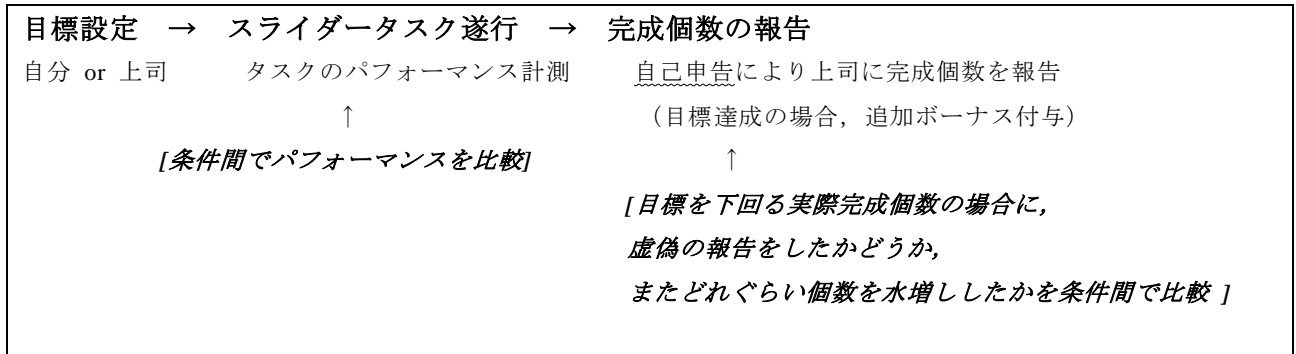 目標設定 → スライダータスク遂行 → 完成個数の報告
自分 or 上司 タスクのパフォーマンス計測 自己申告により上司に完成個数を報告
↑ （目標達成の場合，追加ボーナス付与）
[条件間でパフォーマンスを比較] ↑
[目標を下回る実際完成個数の場合に，
虚偽の報告をしたかどうか，
またどれぐらい個数を水増ししたかを条件間で比較 ]